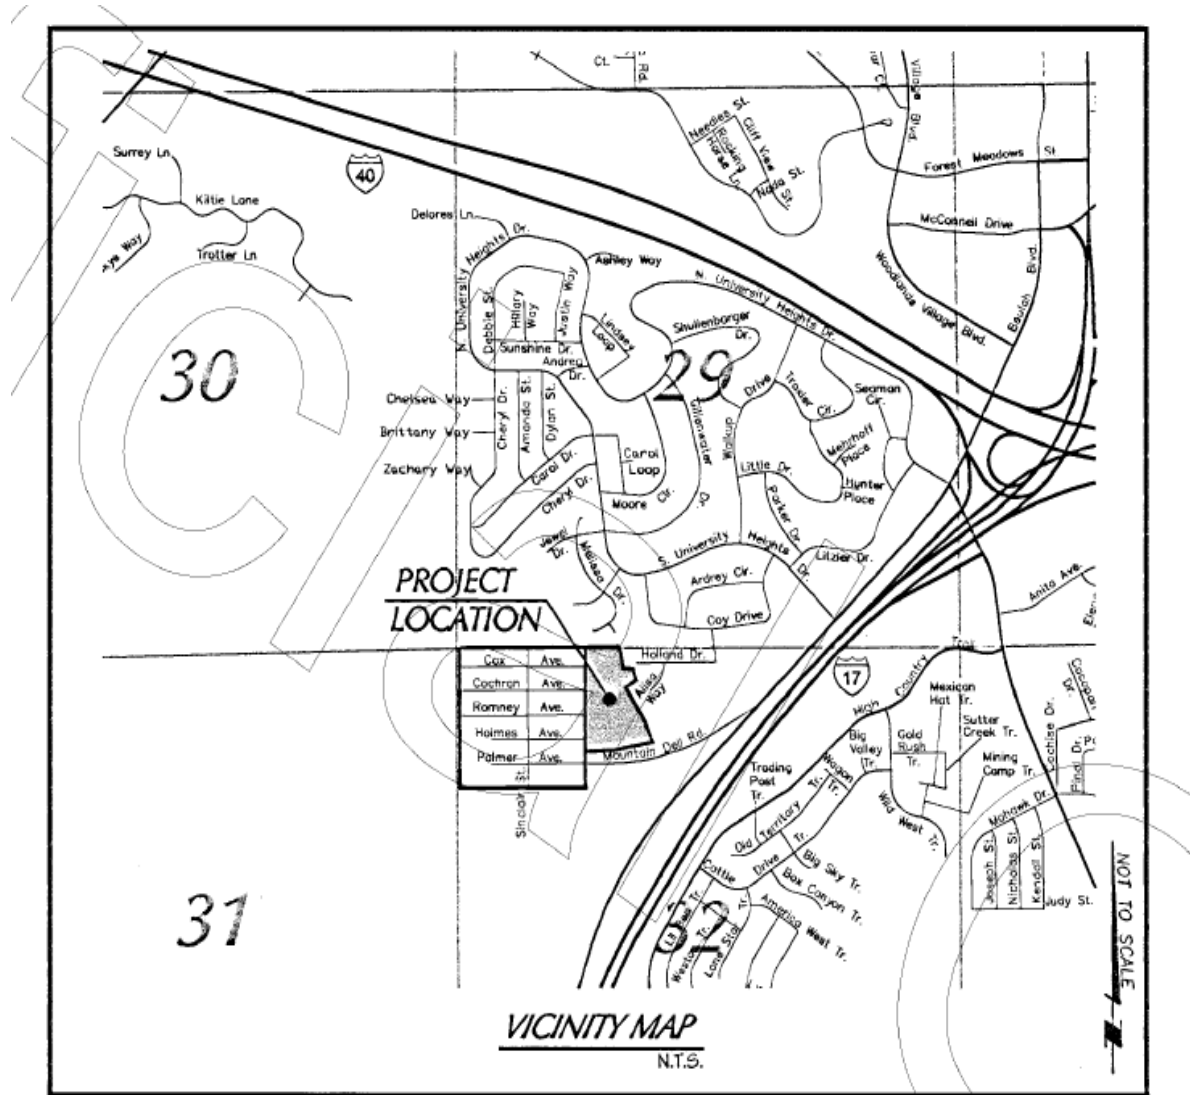 Ct.
Rd.
Village Blvd.
Needles St.
Cliff View St.
Rocking Horse Ln.
Nada St.
Forest Meadows St.
McConnell Drive
Woodlands Village Blvd.
Beulah Blvd.
Surrey Ln.
Kiltie Lane
Trotter Ln
Way
40
Delores Ln.
N. University Heights Dr.
Ashley Way
N. University Heights Dr.
Debbie St.
Hillary Way
Justin Way
Lindsey Loop
Shullenbarger Dr.
Sunshine Dr.
Andrea Dr.
30
29
Chelsea Way
Brittany Way
Zachary Way
Cheryl Dr.
Amanda St.
Dylan St.
Gillenwater Dr.
Walkup Drive
Troxler Cir.
Seaman Cir.
Mehrhoff Place
Hunter Place
Carol Dr.
Cheryl Dr.
Carol Loop
Moore Cir.
Little Dr.
Parker Dr.
Litzler Dr.
Jewel Dr.
Melissa Dr.
S. University Heights Dr.
Ardrey Cir.
Coy Drive
Holland Dr.
Anita Ave.
PROJECT
LOCATION
Cox Ave.
Cochran Ave.
Romney Ave.
Holmes Ave.
Palmer Ave.
Sinclair St.
Alisa Way
Mountain Dell Rd.
17
High Country Trail
Mexican Hat Tr.
Sutter Creek Tr.
Mining Camp Tr.
Gold Rush Tr.
Big Valley Tr.
Wagon Tr.
Trading Post Tr.
Old Territory Tr.
Wild West Tr.
Cattle Drive Tr.
Big Sky Tr.
Box Canyon Tr.
America West Tr.
Lone Star
Cocopah Dr.
Cochise Dr.
Pinal Dr.
Mohawk Dr.
Joseph St.
Nicholas St.
Kendall St.
Judy St.
31
NOT TO SCALE
VICINITY MAP
N.T.S.